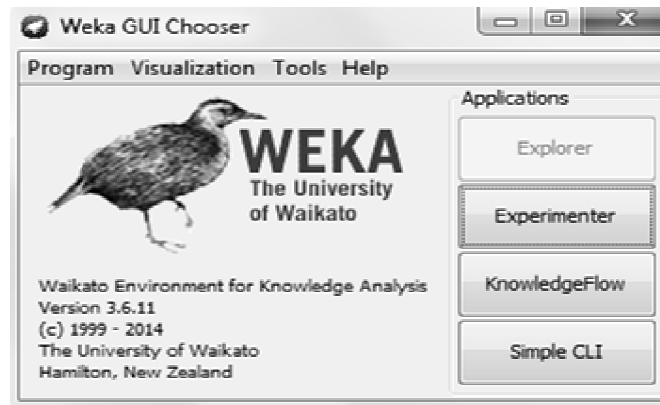 Weka GUI Chooser
Program Visualization Tools Help
WEKA
The University
of Waikato
Waikato Environment for Knowledge Analysis
Version 3.6.11
(c) 1999 - 2014
The University of Waikato
Hamilton, New Zealand
Applications
Explorer
Experimenter
KnowledgeFlow
Simple CLI